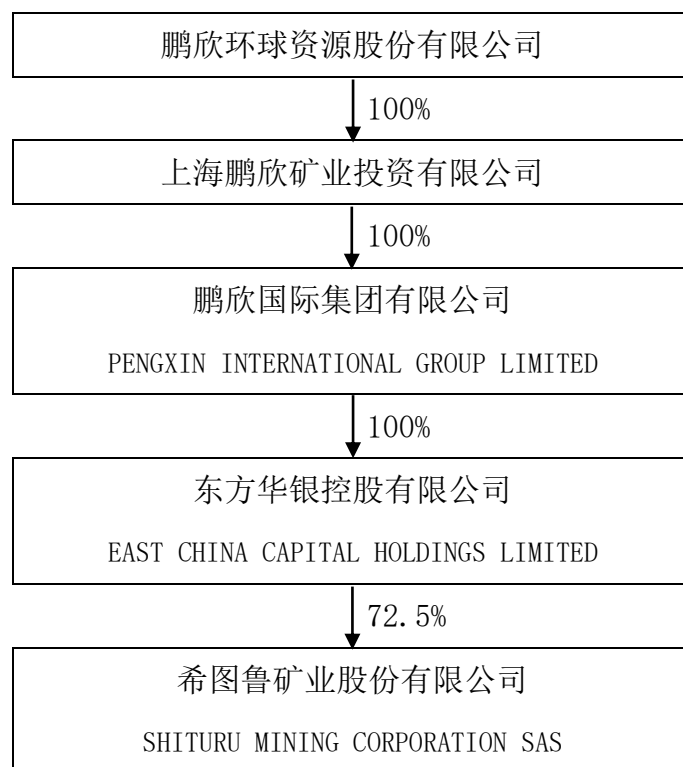 鹏欣环球资源股份有限公司
100%
上海鹏欣矿业投资有限公司
100%
鹏欣国际集团有限公司
PENGXIN INTERNATIONAL GROUP LIMITED
100%
东方华银控股有限公司
EAST CHINA CAPITAL HOLDINGS LIMITED
72.5%
希图鲁矿业股份有限公司
SHITURU MINING CORPORATION SAS